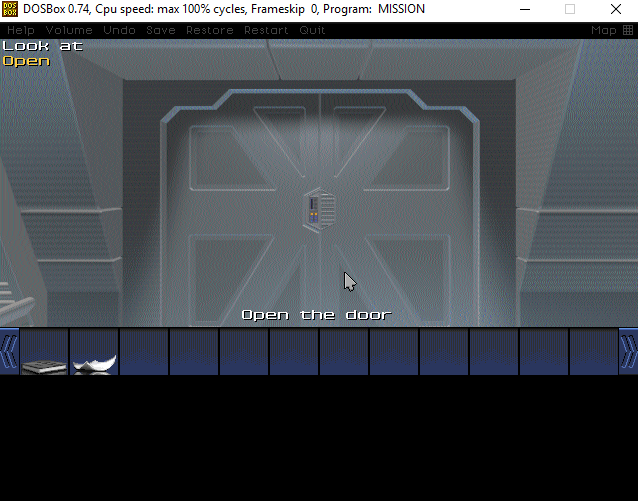 DOSBox 0.74, Cpu speed: max 100% cycles, Frameskip 0, Program: MISSION
Help Volume Undo Save Restore Restart Quit Map
Look at
Open
Open the door